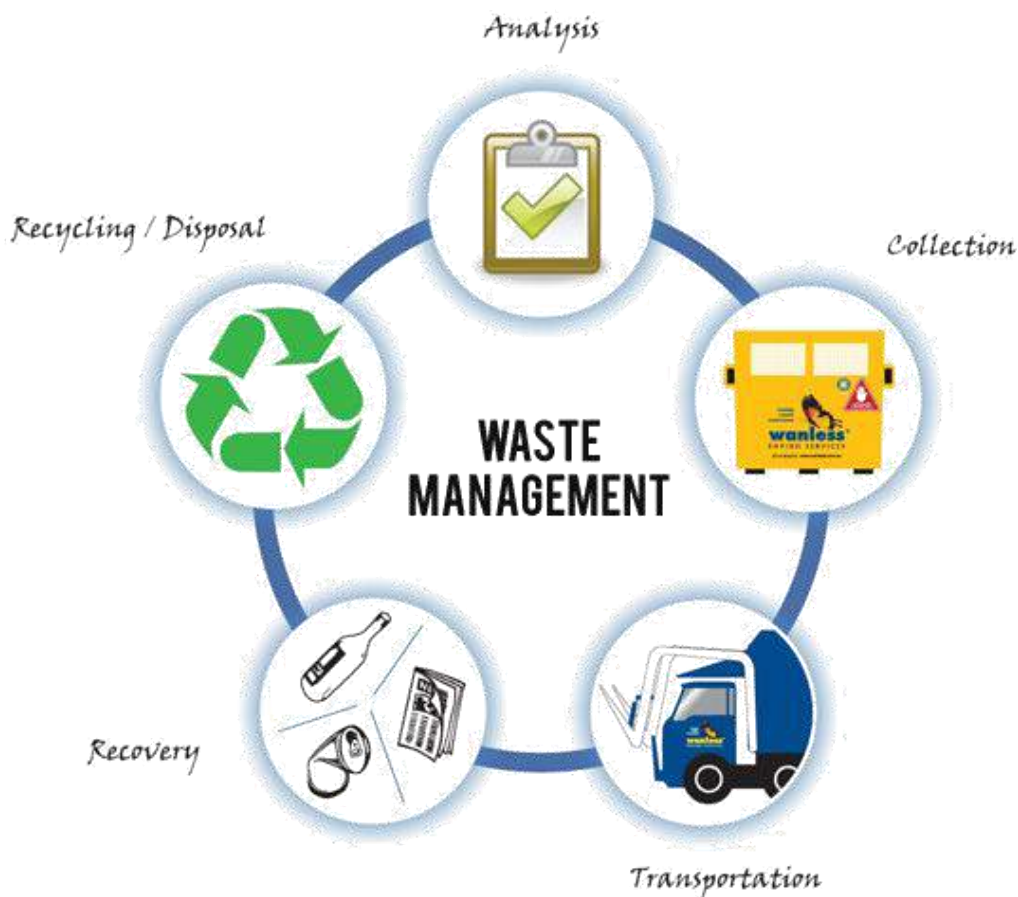 Analysis
Recycling / Disposal
Collection
WASTE
MANAGEMENT
wanless
wanless
Recovery
Transportation